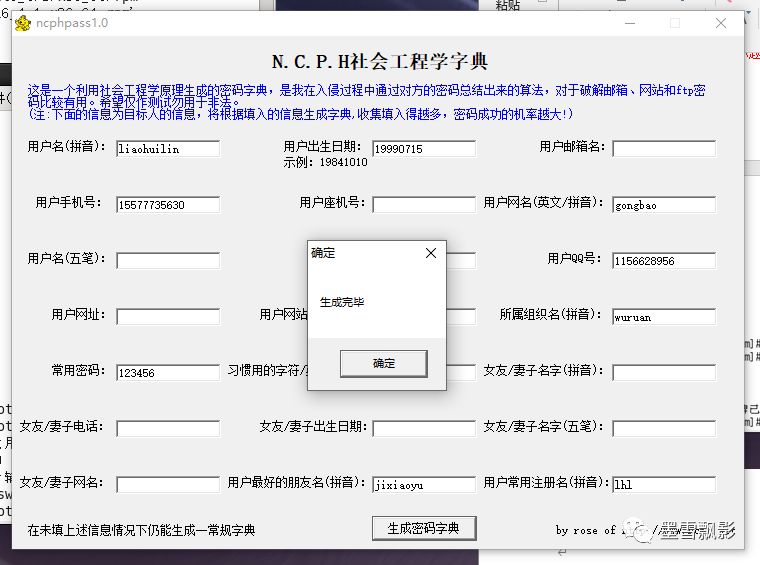 粘贴
ncphpass1.0
N.C.P.H社会工程学字典
这是一个利用社会工程学原理生成的密码字典，是我在入侵过程中通过对方的密码总结出来的算法，对于破解邮箱、网站和ftp密
码比较有用。希望仅作测试勿用于非法。
(注:下面的信息为目标人的信息，将根据填入的信息生成字典,收集填入得越多，密码成功的机率越大!)
用户名(拼音): liaohuilin 用户出生日期: 19990715 用户邮箱名:
示例: 19841010
用户手机号: 15577735630 用户座机号: 用户网名(英文/拼音): gongbao
用户名(五笔): 用户QQ号: 1156628956
用户网址: 用户网站 所属组织名(拼音): wuruan
常用密码: 123456 习惯用的字符/ 女友/妻子名字(拼音):
女友/妻子电话: 女友/妻子出生日期: 女友/妻子名字(五笔):
女友/妻子网名: 用户最好的朋友名(拼音): jixiaoyu 用户常用注册名(拼音): lhl
确定
生成完毕
确定
在未填上述信息情况下仍能生成一常规字典 生成密码字典 by rose of
墨雪飘影